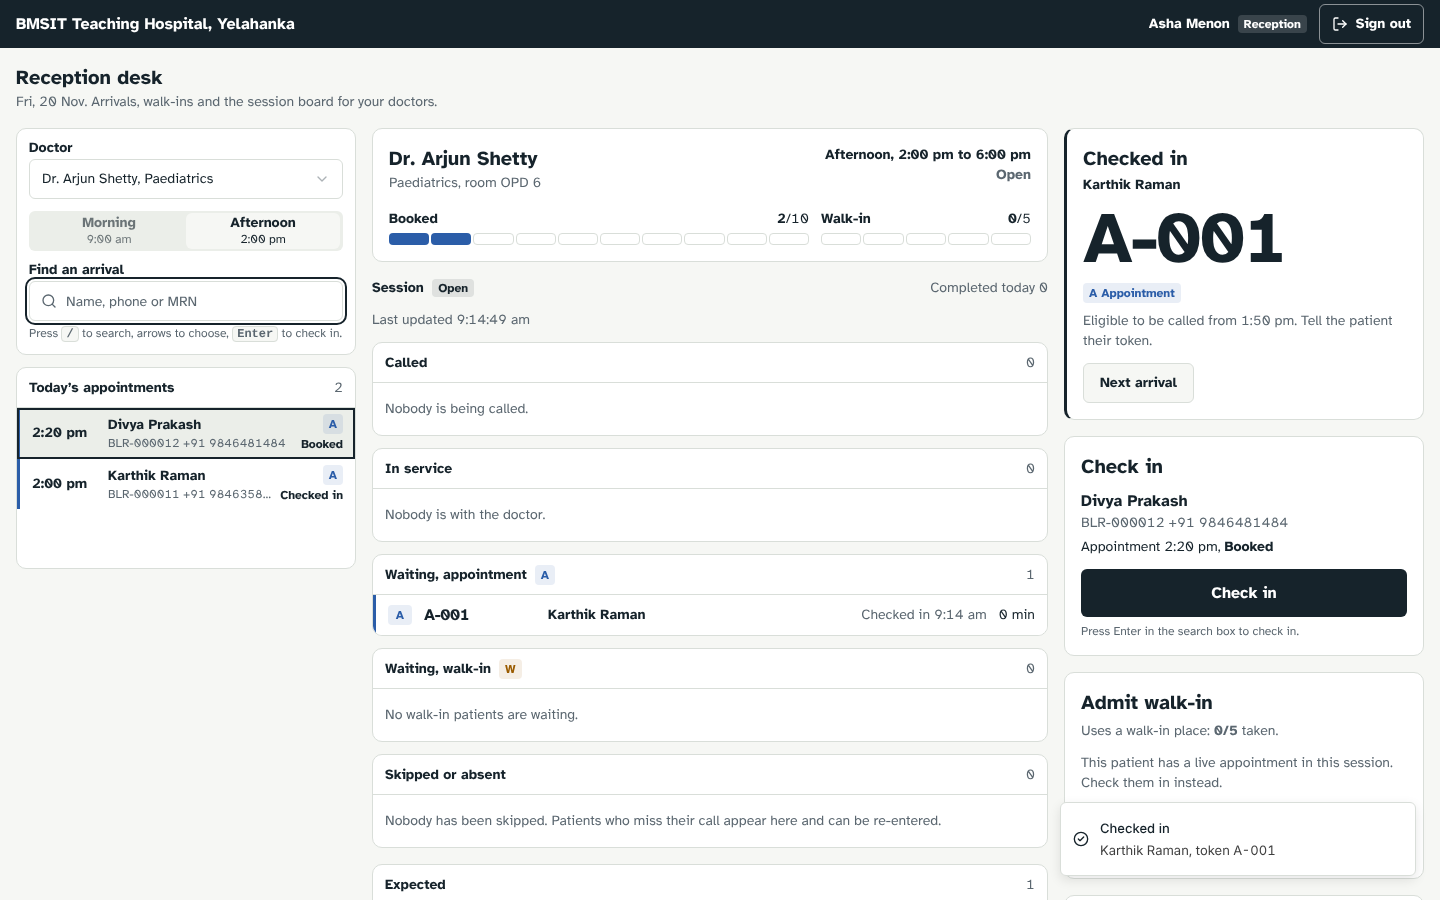 BMSIT Teaching Hospital, Yelahanka
Asha Menon Reception Sign out
Reception desk
Fri, 20 Nov. Arrivals, walk-ins and the session board for your doctors.
Doctor
Dr. Arjun Shetty, Paediatrics
Morning
9:00 am
Afternoon
2:00 pm
Find an arrival
Name, phone or MRN
Press / to search, arrows to choose, Enter to check in.
Today's appointments 2
2:20 pm Divya Prakash A
BLR-000012 +91 9846481484 Booked
2:00 pm Karthik Raman A
BLR-000011 +91 9846358... Checked in
Dr. Arjun Shetty
Paediatrics, room OPD 6
Afternoon, 2:00 pm to 6:00 pm
Open
Booked 2/10
Walk-in 0/5
Session Open
Completed today 0
Last updated 9:14:49 am
Called 0
Nobody is being called.
In service 0
Nobody is with the doctor.
Waiting, appointment A 1
A A-001 Karthik Raman Checked in 9:14 am 0 min
Waiting, walk-in W 0
No walk-in patients are waiting.
Skipped or absent 0
Nobody has been skipped. Patients who miss their call appear here and can be re-entered.
Expected 1
Checked in
Karthik Raman
A-001
A Appointment
Eligible to be called from 1:50 pm. Tell the patient
their token.
Next arrival
Check in
Divya Prakash
BLR-000012 +91 9846481484
Appointment 2:20 pm, Booked
Check in
Press Enter in the search box to check in.
Admit walk-in
Uses a walk-in place: 0/5 taken.
This patient has a live appointment in this session.
Check them in instead.
Checked in
Karthik Raman, token A-001